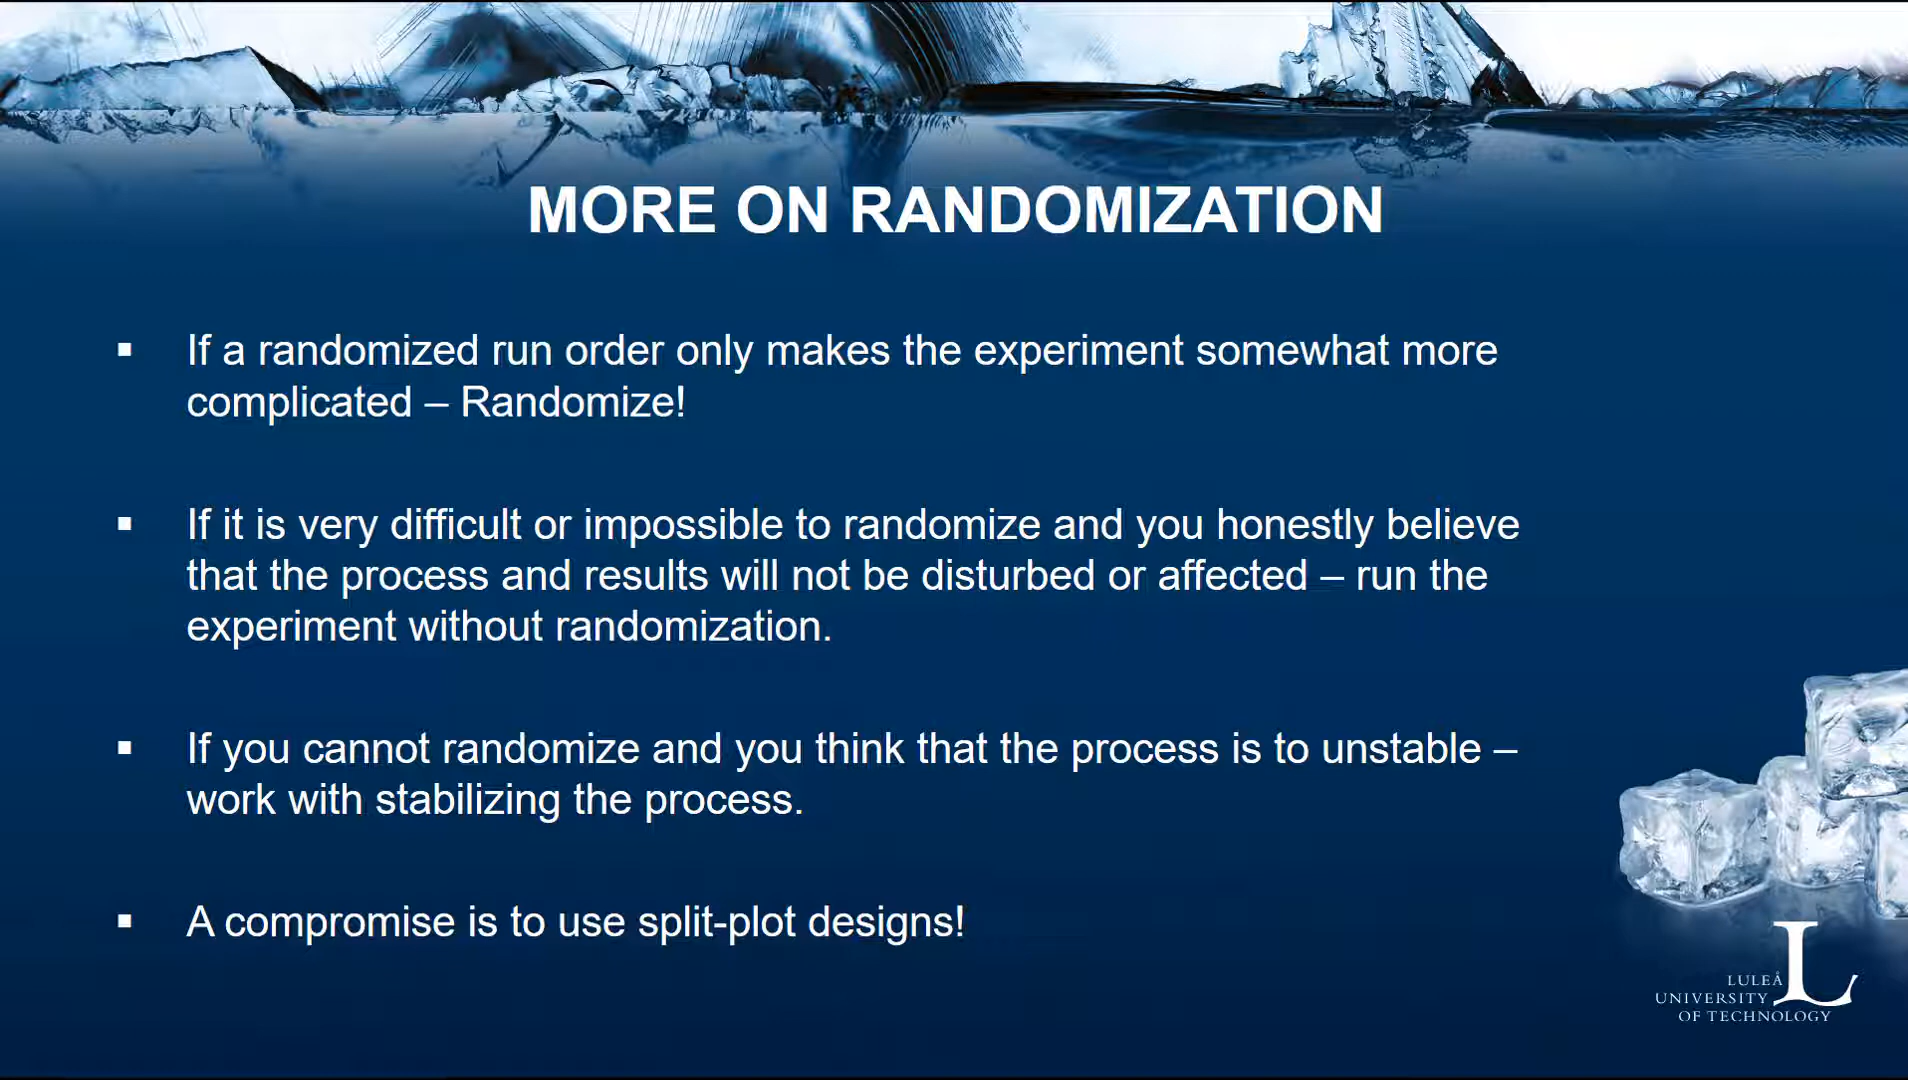 MORE ON RANDOMIZATION
▪ If a randomized run order only makes the experiment somewhat more
complicated – Randomize!
▪ If it is very difficult or impossible to randomize and you honestly believe
that the process and results will not be disturbed or affected – run the
experiment without randomization.
▪ If you cannot randomize and you think that the process is to unstable –
work with stabilizing the process.
▪ A compromise is to use split-plot designs!
L
LULEÅ
UNIVERSITY
OF TECHNOLOGY